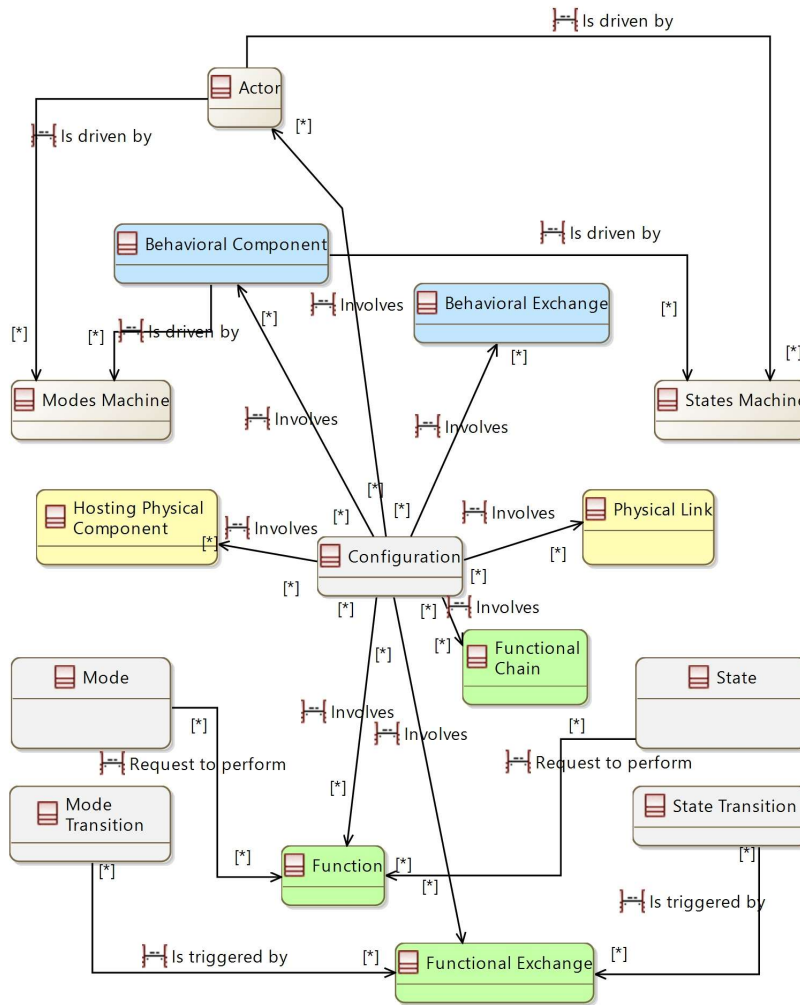 Is driven by
Actor
[*]
Is driven by
Behavioral Component
Is driven by
[*]
Involves
Behavioral Exchange
[*]
[*]
[*]
Is driven by
[*]
[*]
Modes Machine
States Machine
Involves
Involves
[*]
Hosting Physical
Component
Involves
[*]
[*]
[*]
Involves
Physical Link
[*]
Configuration
[*]
[*]
[*]
[*]
[*]
Involves
[*]
Functional
Chain
[*]
Mode
State
Involves
[*]
[*]
Involves
Request to perform
Request to perform
Mode
Transition
[*]
State Transition
[*]
[*]
[*]
Function
[*]
[*]
[*]
Is triggered by
Is triggered by
[*]
[*]
Functional Exchange